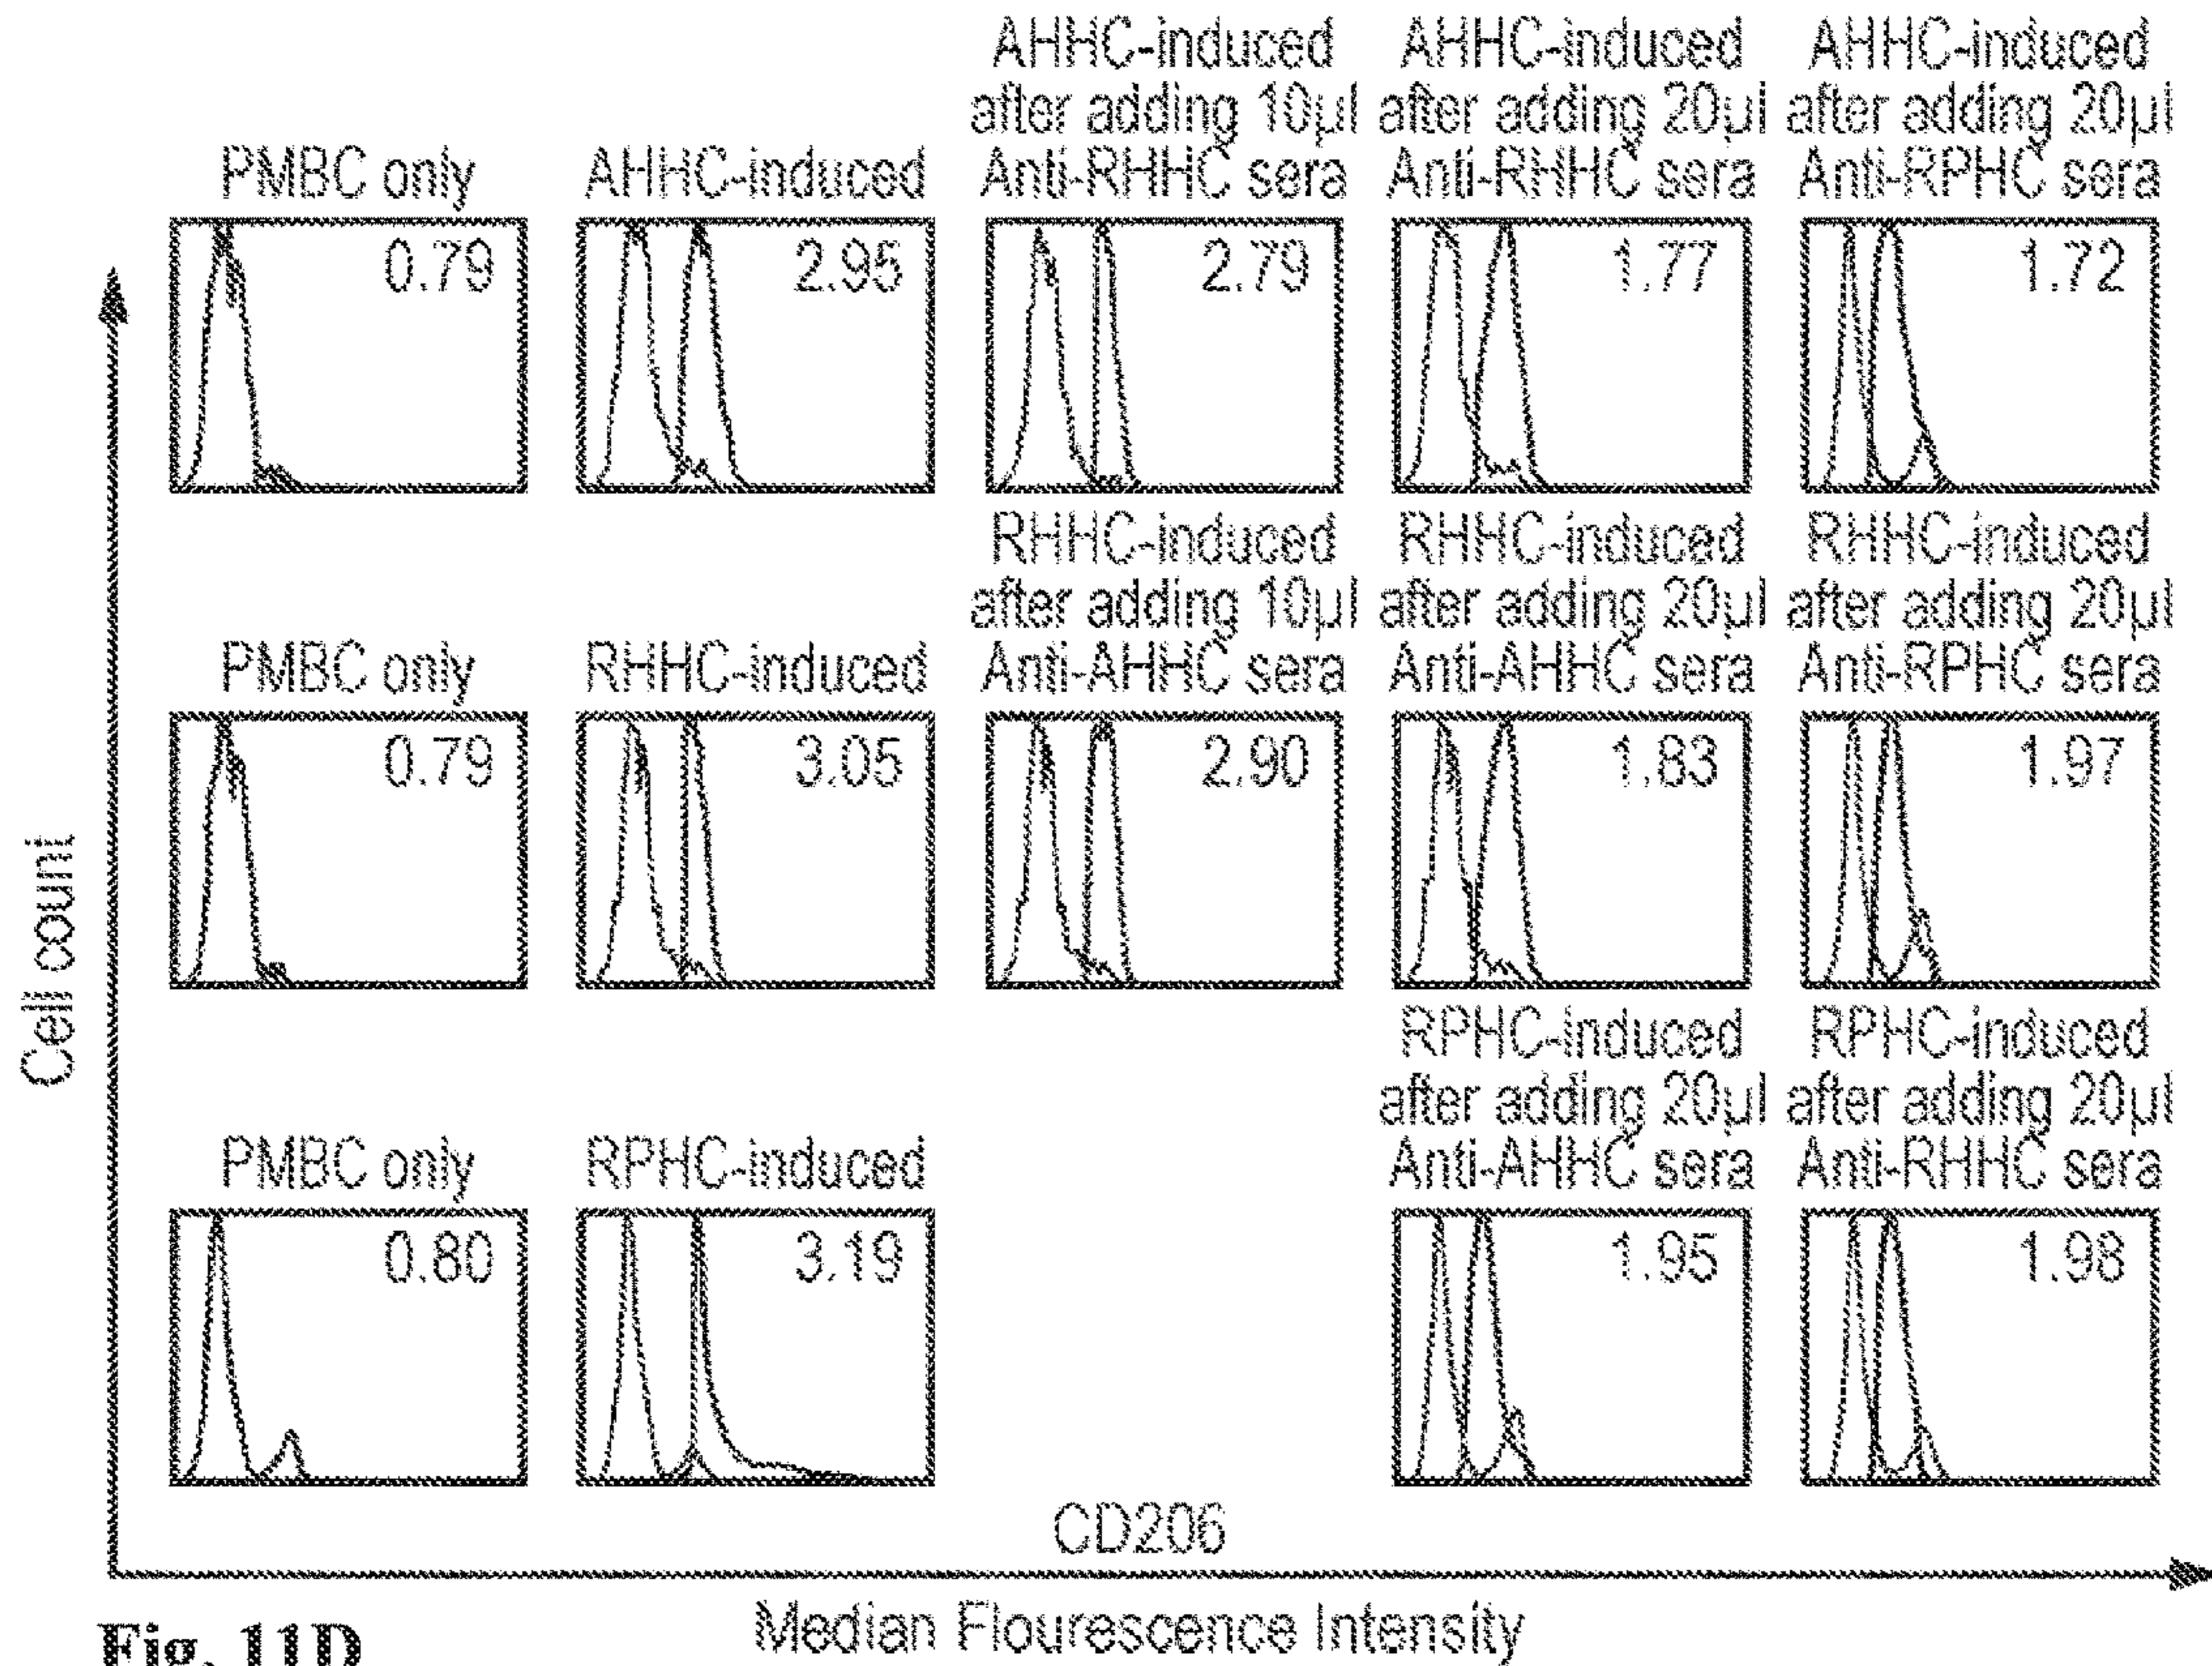 AHHC-induced
after adding 10µl
Anti-RHHC sera
AHHC-induced
after adding 20µl
Anti-RHHC sera
AHHC-induced
after adding 20µl
Anti-RPHC sera
PMBC only
AHHC-induced
0.79
2.95
2.79
1.77
1.72
RHHC-induced
after adding 10µl
Anti-AHHC sera
RHHC-induced
after adding 20µl
Anti-AHHC sera
RHHC-induced
after adding 20µl
Anti-RPHC sera
PMBC only
RHHC-induced
0.79
3.05
2.90
1.83
1.97
RPHC-induced
after adding 20µl
Anti-AHHC sera
RPHC-induced
after adding 20µl
Anti-RHHC sera
PMBC only
RPHC-induced
0.80
3.19
1.95
1.98
Cell count
CD206
Median Flourescence Intensity
Fig. 11D